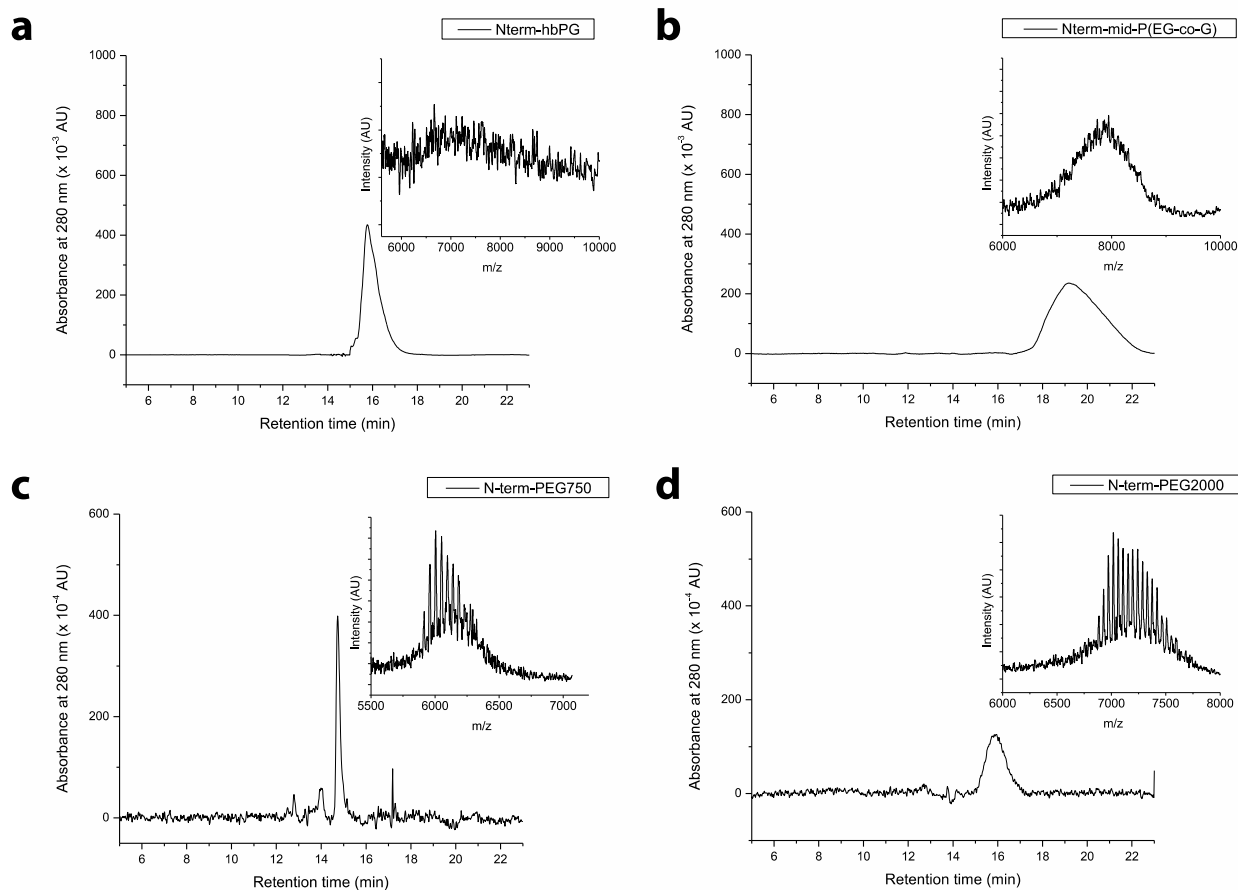 a
Nterm-hbPG
1000
800
600
400
200
0
Absorbance at 280 nm (x 10⁻³ AU)
6 8 10 12 14 16 18 20 22
Retention time (min)
Intensity (AU)
6000 7000 8000 9000 10000
m/z
b
Nterm-mid-P(EG-co-G)
1000
800
600
400
200
0
Absorbance at 280 nm (x 10⁻³ AU)
6 8 10 12 14 16 18 20 22
Retention time (min)
Intensity (AU)
6000 8000 10000
m/z
c
N-term-PEG750
600
400
200
0
Absorbance at 280 nm (x 10⁻⁴ AU)
6 8 10 12 14 16 18 20 22
Retention time (min)
Intensity (AU)
5500 6000 6500 7000
m/z
d
N-term-PEG2000
600
400
200
0
Absorbance at 280 nm (x 10⁻⁴ AU)
6 8 10 12 14 16 18 20 22
Retention time (min)
Intensity (AU)
6000 6500 7000 7500 8000
m/z